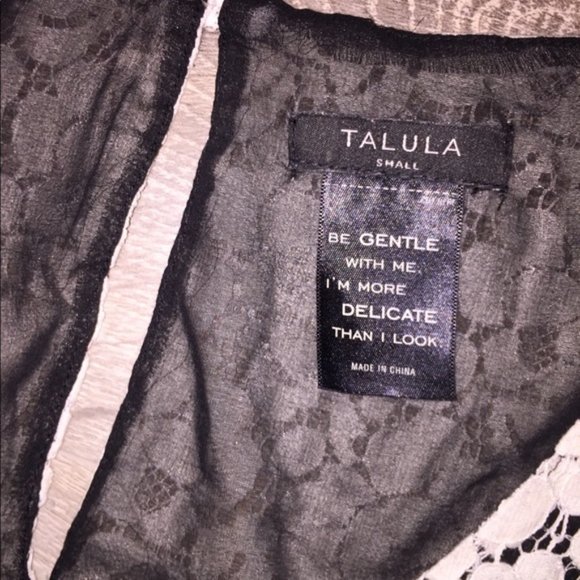 TALULA
SMALL
BE GENTLE
WITH ME.
I'M MORE
DELICATE
THAN I LOOK.
MADE IN CHINA